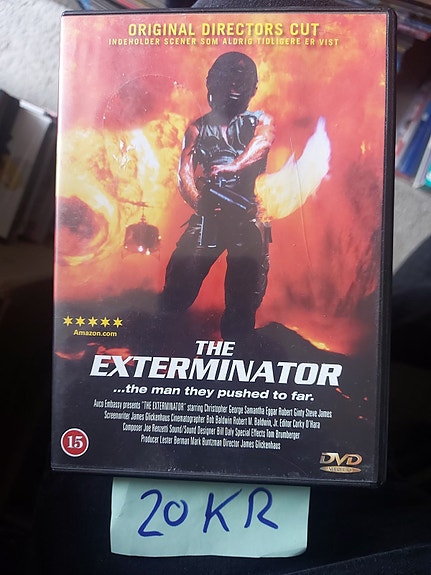 ORIGINAL DIRECTORS CUT
INDEHOLDER SCENER SOM ALDRIG TIDLIGERE ER VIST
★★★★★
Amazon.com
THE
EXTERMINATOR
...the man they pushed to far.
Avco Embassy presents "THE EXTERMINATOR" starring Christopher George Samantha Eggar Robert Ginty Steve James
Screenwriter James Glickenhaus Cinematographer Bob Baldwin Robert M. Baldwin, Jr. Editor Corky O'Hara
Composer Joe Renzetti Sound/Sound Designer Bill Daly Special Effects Tom Brumberger
Producer Lester Berman Mark Buntzman Director James Glickenhaus
15
DVD
20 KR